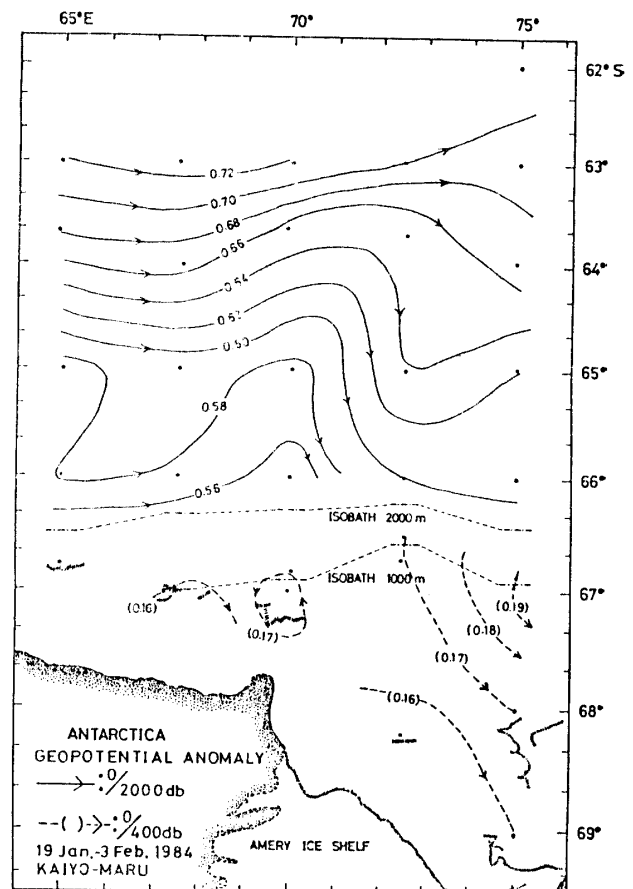 65°E 70° 75°
62°S
63°
0.72
0.70
0.68
0.66
64°
0.64
0.62
0.60
65°
0.58
66°
0.56
ISOBATH 2000 m
ISOBATH 1000 m
67°
(0.16)
(0.17)
(0.19)
(0.18)
(0.17)
(0.16)
68°
ANTARCTICA
GEOPOTENTIAL ANOMALY
:0/2000 db
--( )->:0/400db
19 Jan.-3 Feb, 1984
KAIYO-MARU
AMERY ICE SHELF
69°